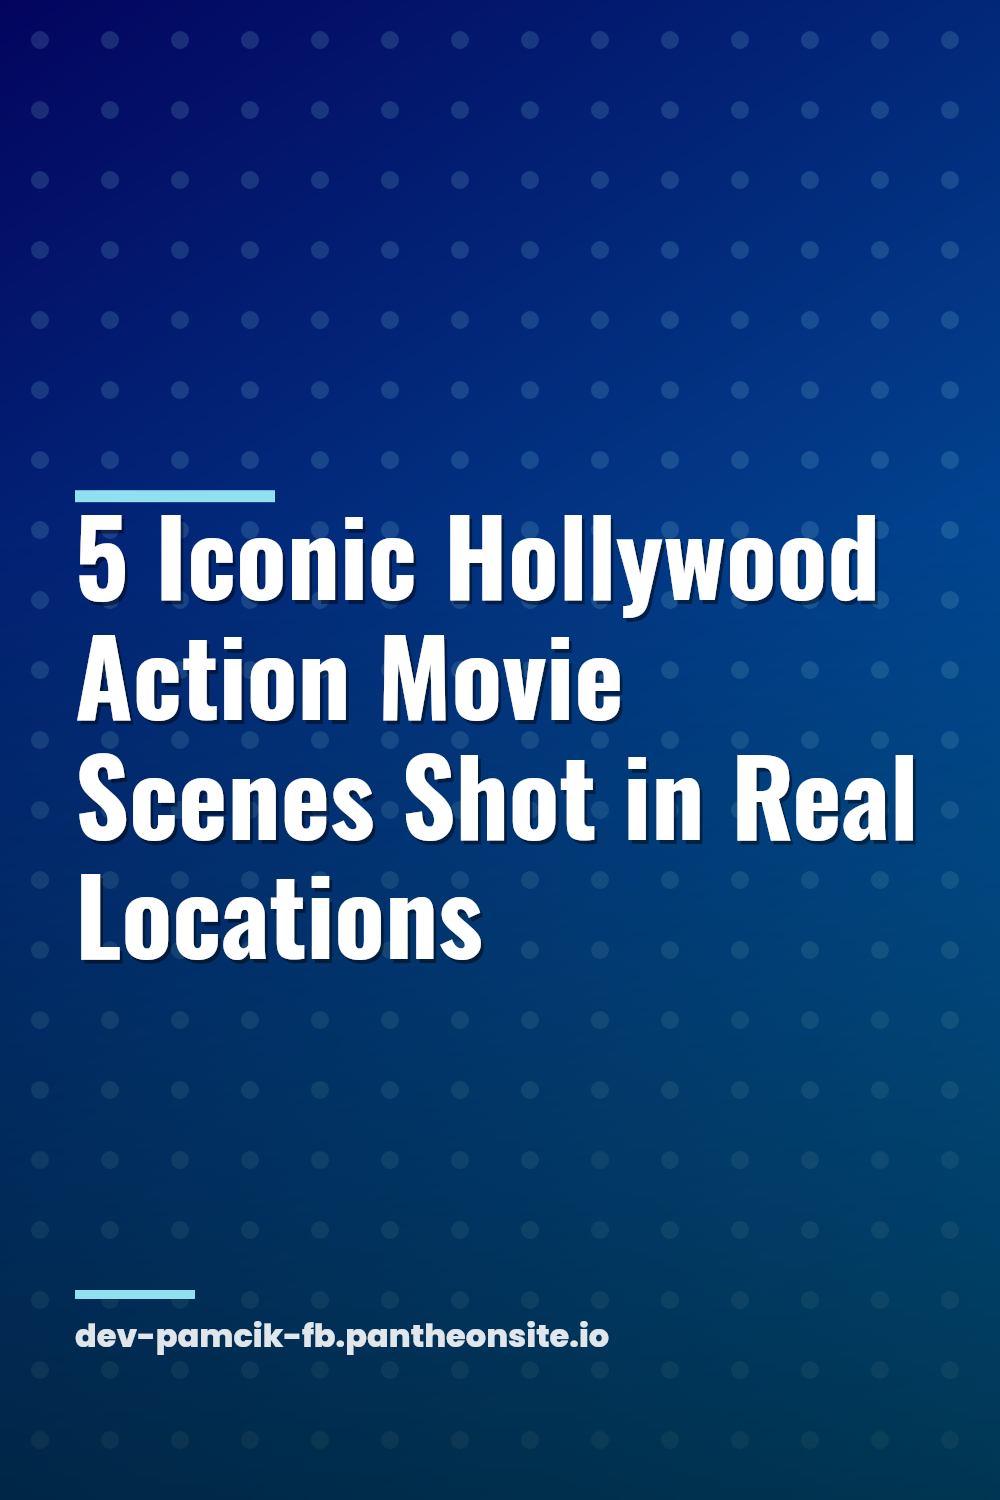 5 Iconic Hollywood
Action Movie
Scenes Shot in Real
Locations
dev-pamcik-fb.pantheonsite.io